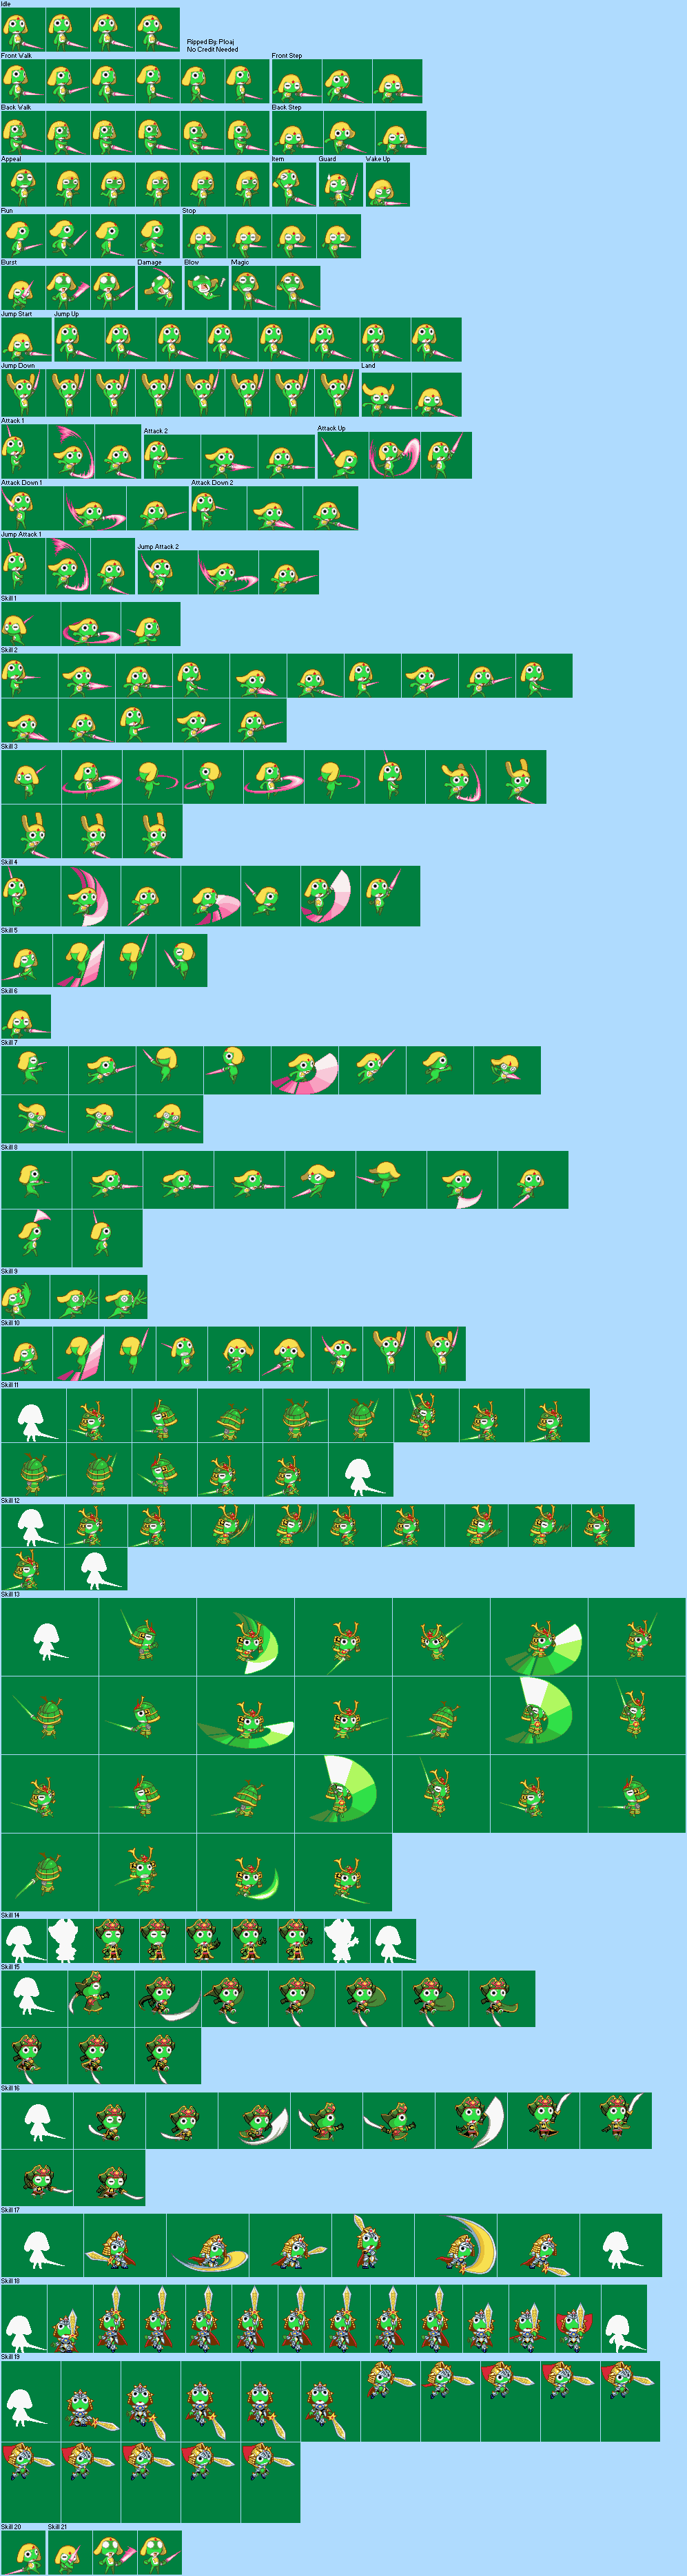 Idle
Ripped By: Ploaj
No Credit Needed
Front Walk
Front Step
Back Walk
Back Step
Appeal
Item
Guard
Wake Up
Run
Stop
Burst
Damage
Blow
Magic
Jump Start
Jump Up
Jump Down
Land
Attack 1
Attack 2
Attack Up
Attack Down 1
Attack Down 2
Jump Attack 1
Jump Attack 2
Skill 1
Skill 2
Skill 3
Skill 4
Skill 5
Skill 6
Skill 7
Skill 8
Skill 9
Skill 10
Skill 11
Skill 12
Skill 13
Skill 14
Skill 15
Skill 16
Skill 17
Skill 18
Skill 19
Skill 20
Skill 21